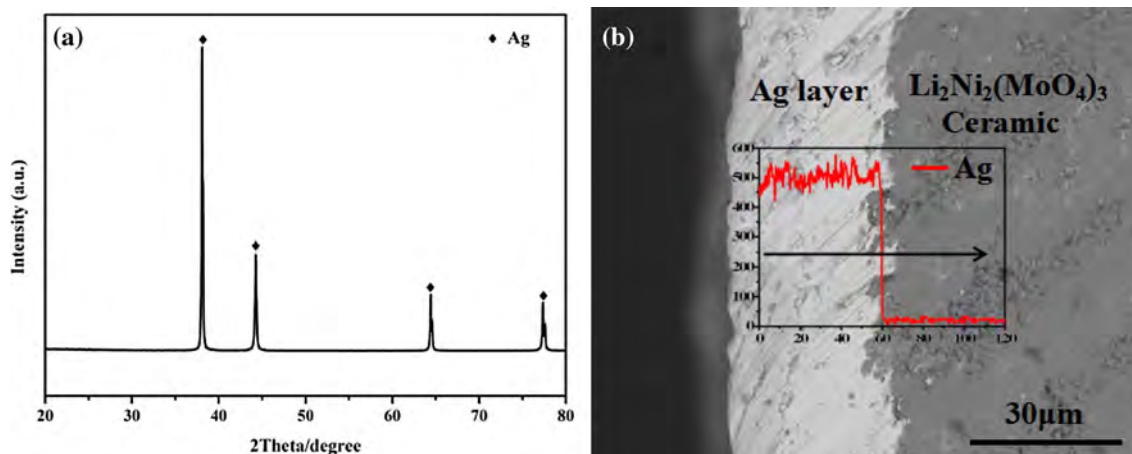 (a)
♦ Ag
Intensity (a.u.)
20 30 40 50 60 70 80
2Theta/degree
(b)
Ag layer
Li₂Ni₂(MoO₄)₃
Ceramic
600
500
400
300
200
100
0
Ag
0 20 40 60 80 100 120
30μm